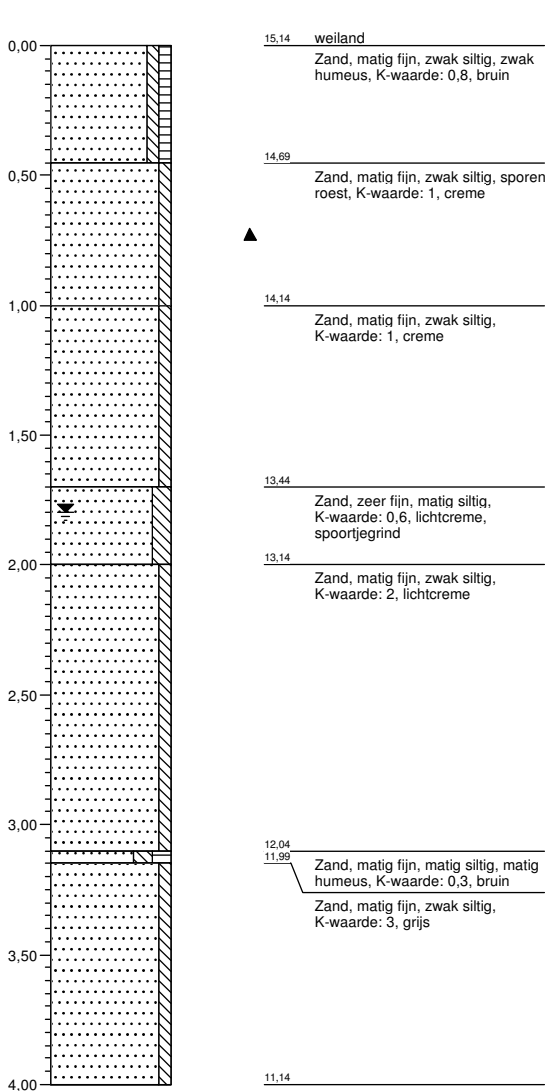 0,00
0,50
1,00
1,50
2,00
2,50
3,00
3,50
4,00
15,14 weiland
Zand, matig fijn, zwak siltig, zwak
humeus, K-waarde: 0,8, bruin
14,69
Zand, matig fijn, zwak siltig, sporen
roest, K-waarde: 1, creme
14,14
Zand, matig fijn, zwak siltig,
K-waarde: 1, creme
13,44
Zand, zeer fijn, matig siltig,
K-waarde: 0,6, lichtcreme,
spoortjegrind
13,14
Zand, matig fijn, zwak siltig,
K-waarde: 2, lichtcreme
12,04
11,99
Zand, matig fijn, matig siltig, matig
humeus, K-waarde: 0,3, bruin
Zand, matig fijn, zwak siltig,
K-waarde: 3, grijs
11,14